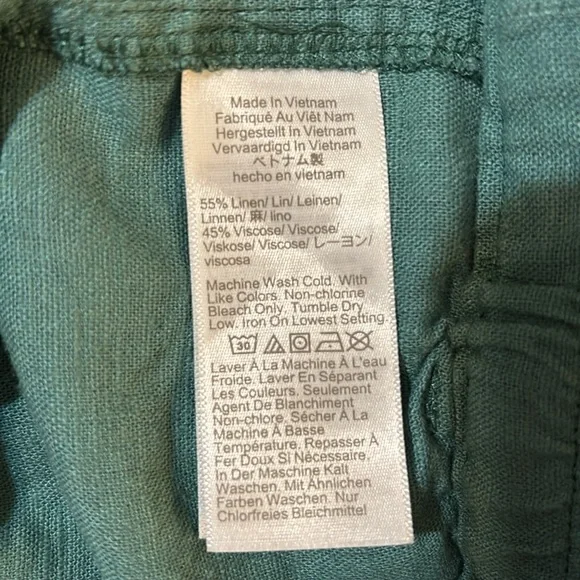 Made In Vietnam
Fabriqué Au Viêt Nam
Hergestellt In Vietnam
Vervaardigd In Vietnam
ベトナム製
hecho en vietnam
55% Linen/ Lin/ Leinen/
Linnen/ 麻/ lino
45% Viscose/ Viscose/
Viskose/ Viscose/ レーヨン/
viscosa
Machine Wash Cold. With
Like Colors. Non-chlorine
Bleach Only. Tumble Dry
Low. Iron On Lowest Setting.
30
Laver À La Machine À L'eau
Froide. Laver En Séparant
Les Couleurs. Seulement
Agent De Blanchiment
Non-chlore. Sécher À La
Machine À Basse
Température. Repasser À
Fer Doux Si Nécessaire.
In Der Maschine Kalt
Waschen. Mit Ähnlichen
Farben Waschen. Nur
Chlorfreies Bleichmittel